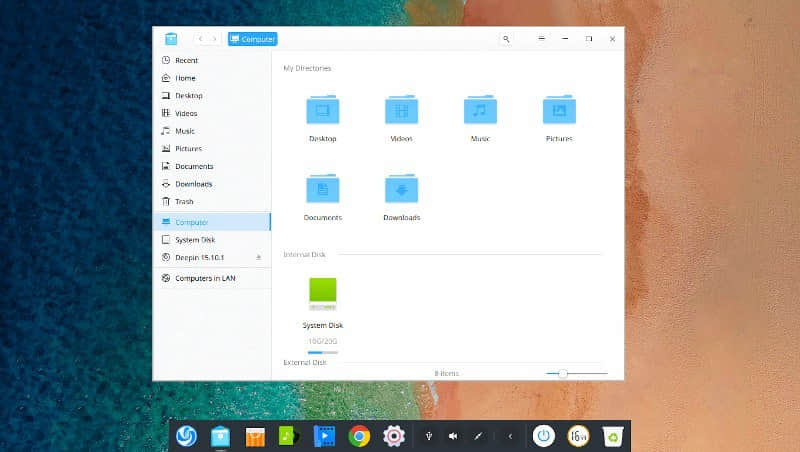 Computer
Recent
Home
Desktop
Videos
Music
Pictures
Documents
Downloads
Trash
Computer
System Disk
Deepin 15.10.1
Computers in LAN
My Directories
Desktop
Videos
Music
Pictures
Documents
Downloads
Internal Disk
System Disk
10G/20G
External Disk
8 items